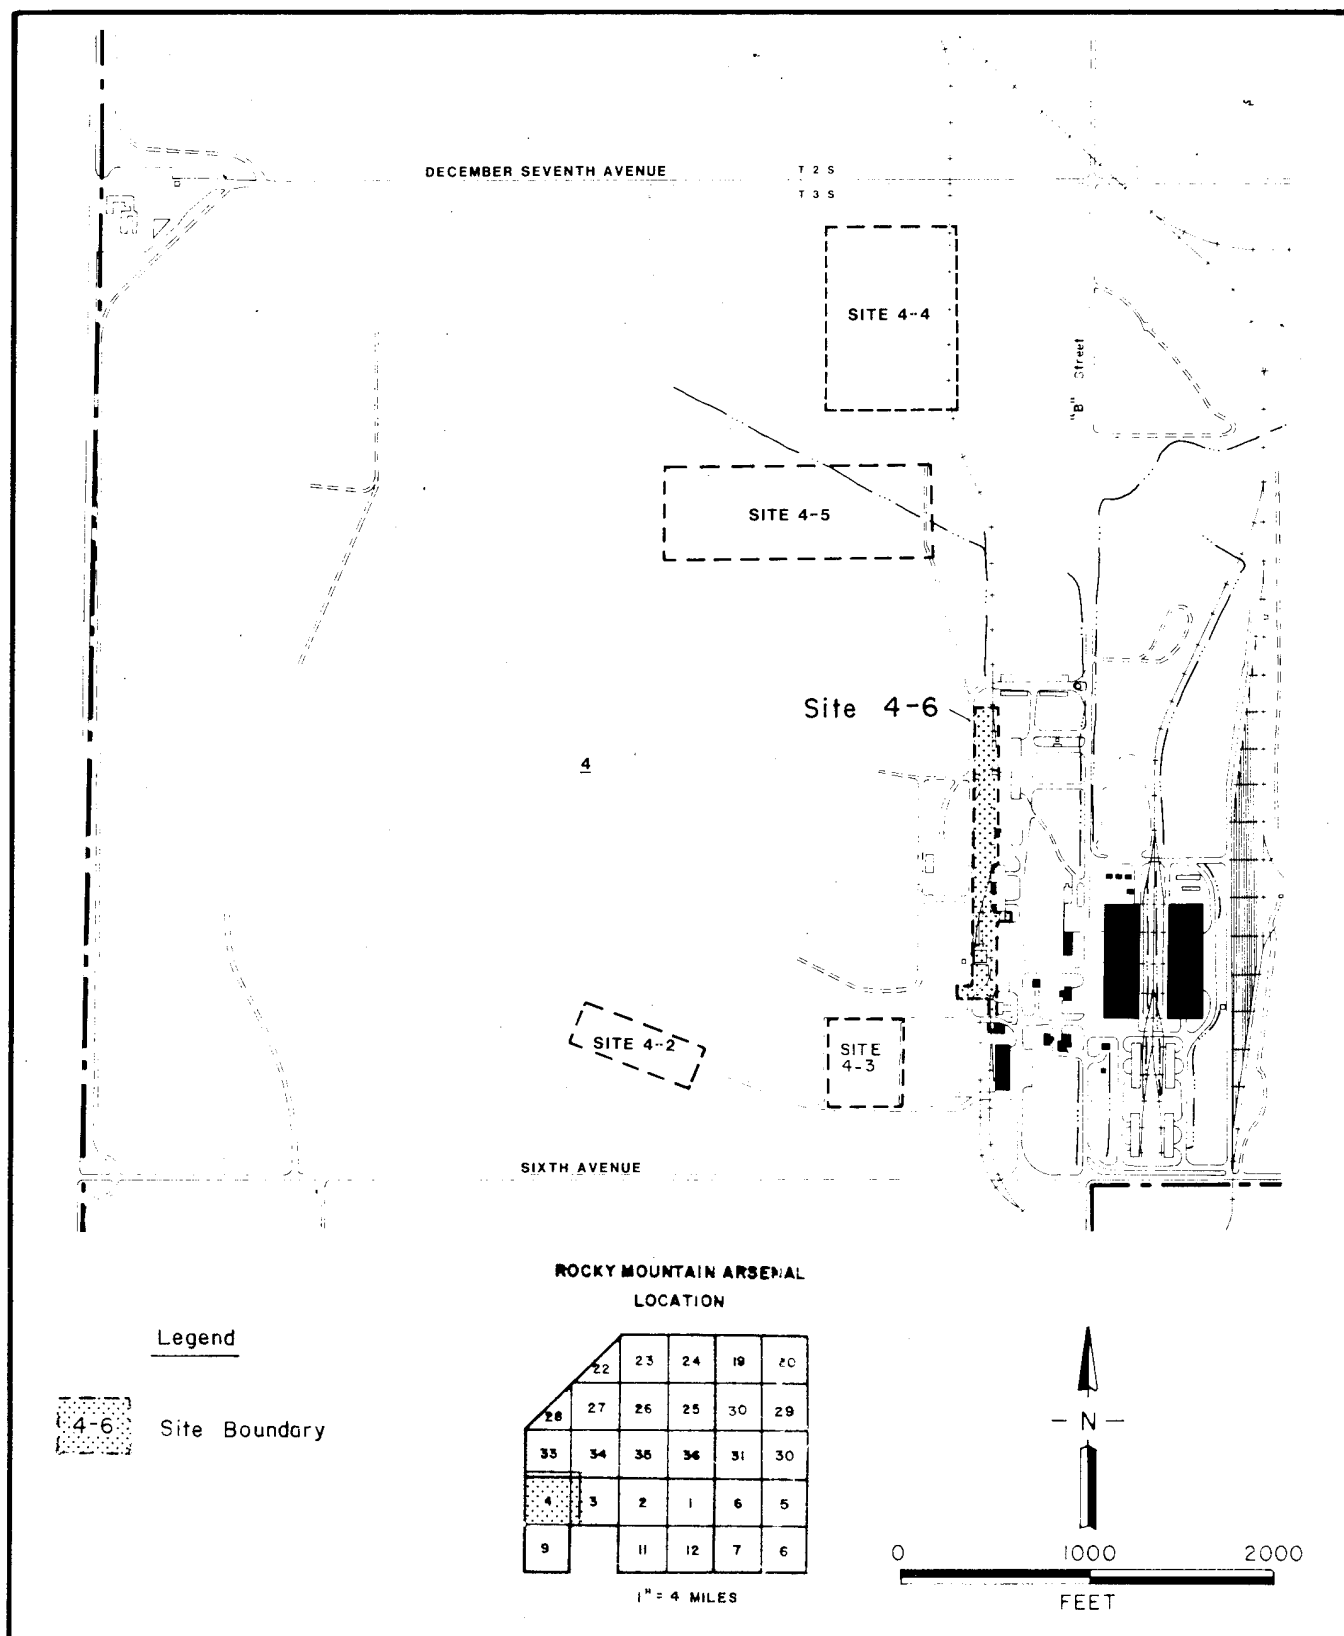 DECEMBER SEVENTH AVENUE
T 2 S
T 3 S
SITE 4-4
"B" Street
SITE 4-5
Site 4-6
4
SITE 4-2
SITE
4-3
SIXTH AVENUE
ROCKY MOUNTAIN ARSENAL
LOCATION
Legend
4-6 Site Boundary
22 23 24 19 20
28 27 26 25 30 29
33 34 35 36 31 30
4 3 2 1 6 5
9 11 12 7 6
1" = 4 MILES
N
0 1000 2000
FEET